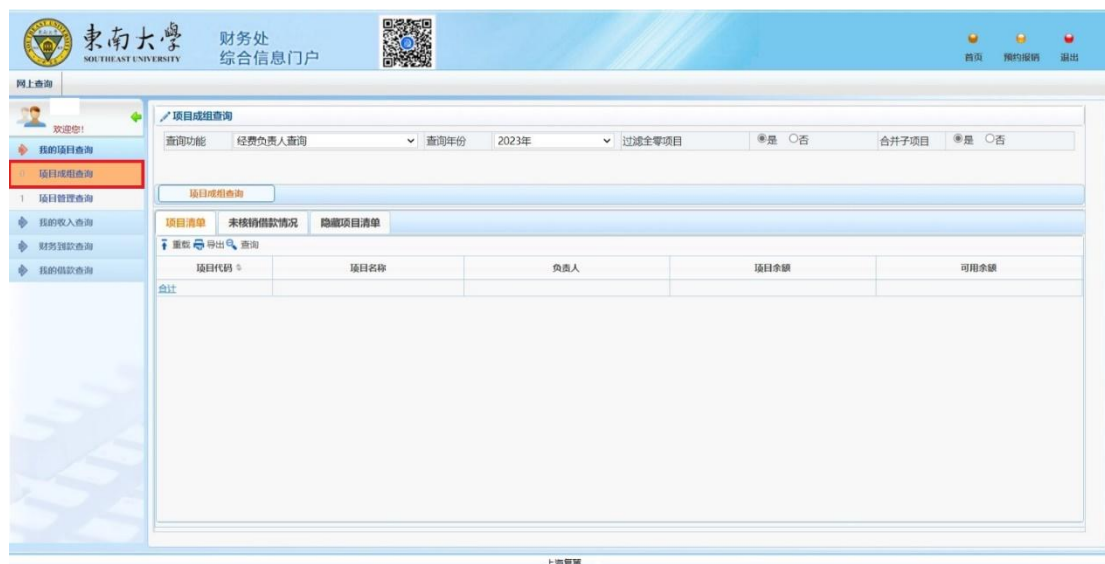 東南大學
SOUTHEAST UNIVERSITY
财务处
综合信息门户
首页 预约报销 退出
网上查询
欢迎您!
我的项目查询
0 项目成组查询
1 项目管理查询
我的收入查询
财务到款查询
我的借款查询
项目成组查询
查询功能 经费负责人查询 查询年份 2023年 过滤全零项目 是 否 合并子项目 是 否
项目成组查询
项目清单 未核销借款情况 隐藏项目清单
重载 导出 查询
项目代码 项目名称 负责人 项目余额 可用余额
合计